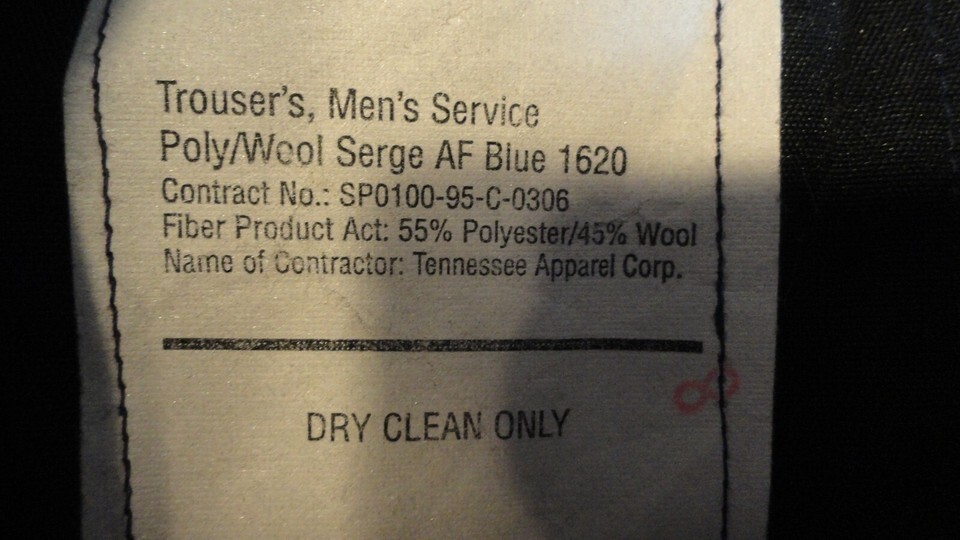 Trouser's, Men's Service
Poly/Wool Serge AF Blue 1620
Contract No.: SP0100-95-C-0306
Fiber Product Act: 55% Polyester/45% Wool
Name of Contractor: Tennessee Apparel Corp.
8
DRY CLEAN ONLY